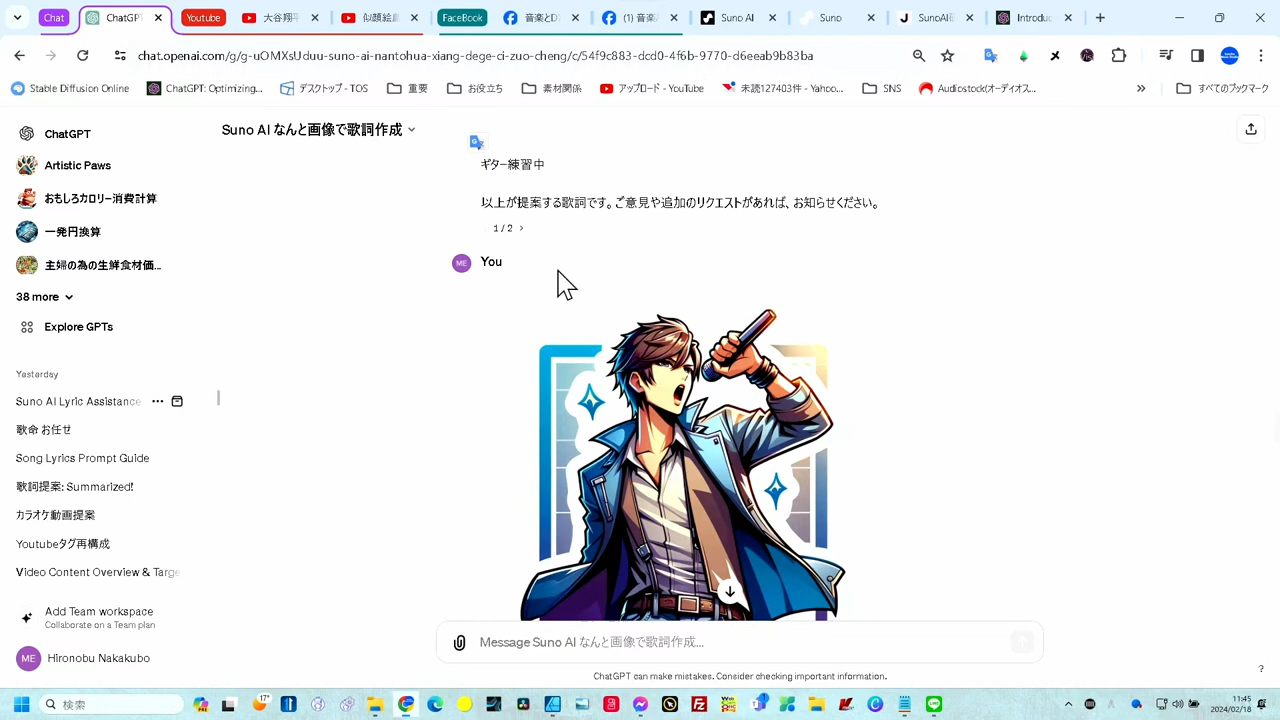 Chat
ChatGPT
Youtube
大谷翔平
似顔絵
FaceBook
音楽とD
(1) 音楽
Suno AI
Suno
SunoAI
Introduc
chat.openai.com/g/g-uOMXsUduu-suno-ai-nantohua-xiang-dege-ci-zuo-cheng/c/54f9c883-dcd0-4f6b-9770-d6eeab9b83ba
Stable Diffusion Online
ChatGPT: Optimizing...
デスクトップ - TOS
重要
お役立ち
素材関係
アップロード - YouTube
未読127403件 - Yahoo...
SNS
Audiostock(オーディオス...
すべてのブックマーク
ChatGPT
Suno AI なんと画像で歌詞作成
Artistic Paws
おもしろカロリー消費計算
一発円換算
主婦の為の生鮮食材価...
38 more
Explore GPTs
Yesterday
Suno AI Lyric Assistance
歌命 お任せ
Song Lyrics Prompt Guide
歌詞提案: Summarized!
カラオケ動画提案
Youtubeタグ再構成
Video Content Overview & Targe
Add Team workspace
Collaborate on a Team plan
ME
Hironobu Nakakubo
ギター練習中
以上が提案する歌詞です。ご意見や追加のリクエストがあれば、お知らせください。
1 / 2
ME
You
Message Suno AI なんと画像で歌詞作成...
ChatGPT can make mistakes. Consider checking important information.
?
検索
17°
11:45
2024/02/18